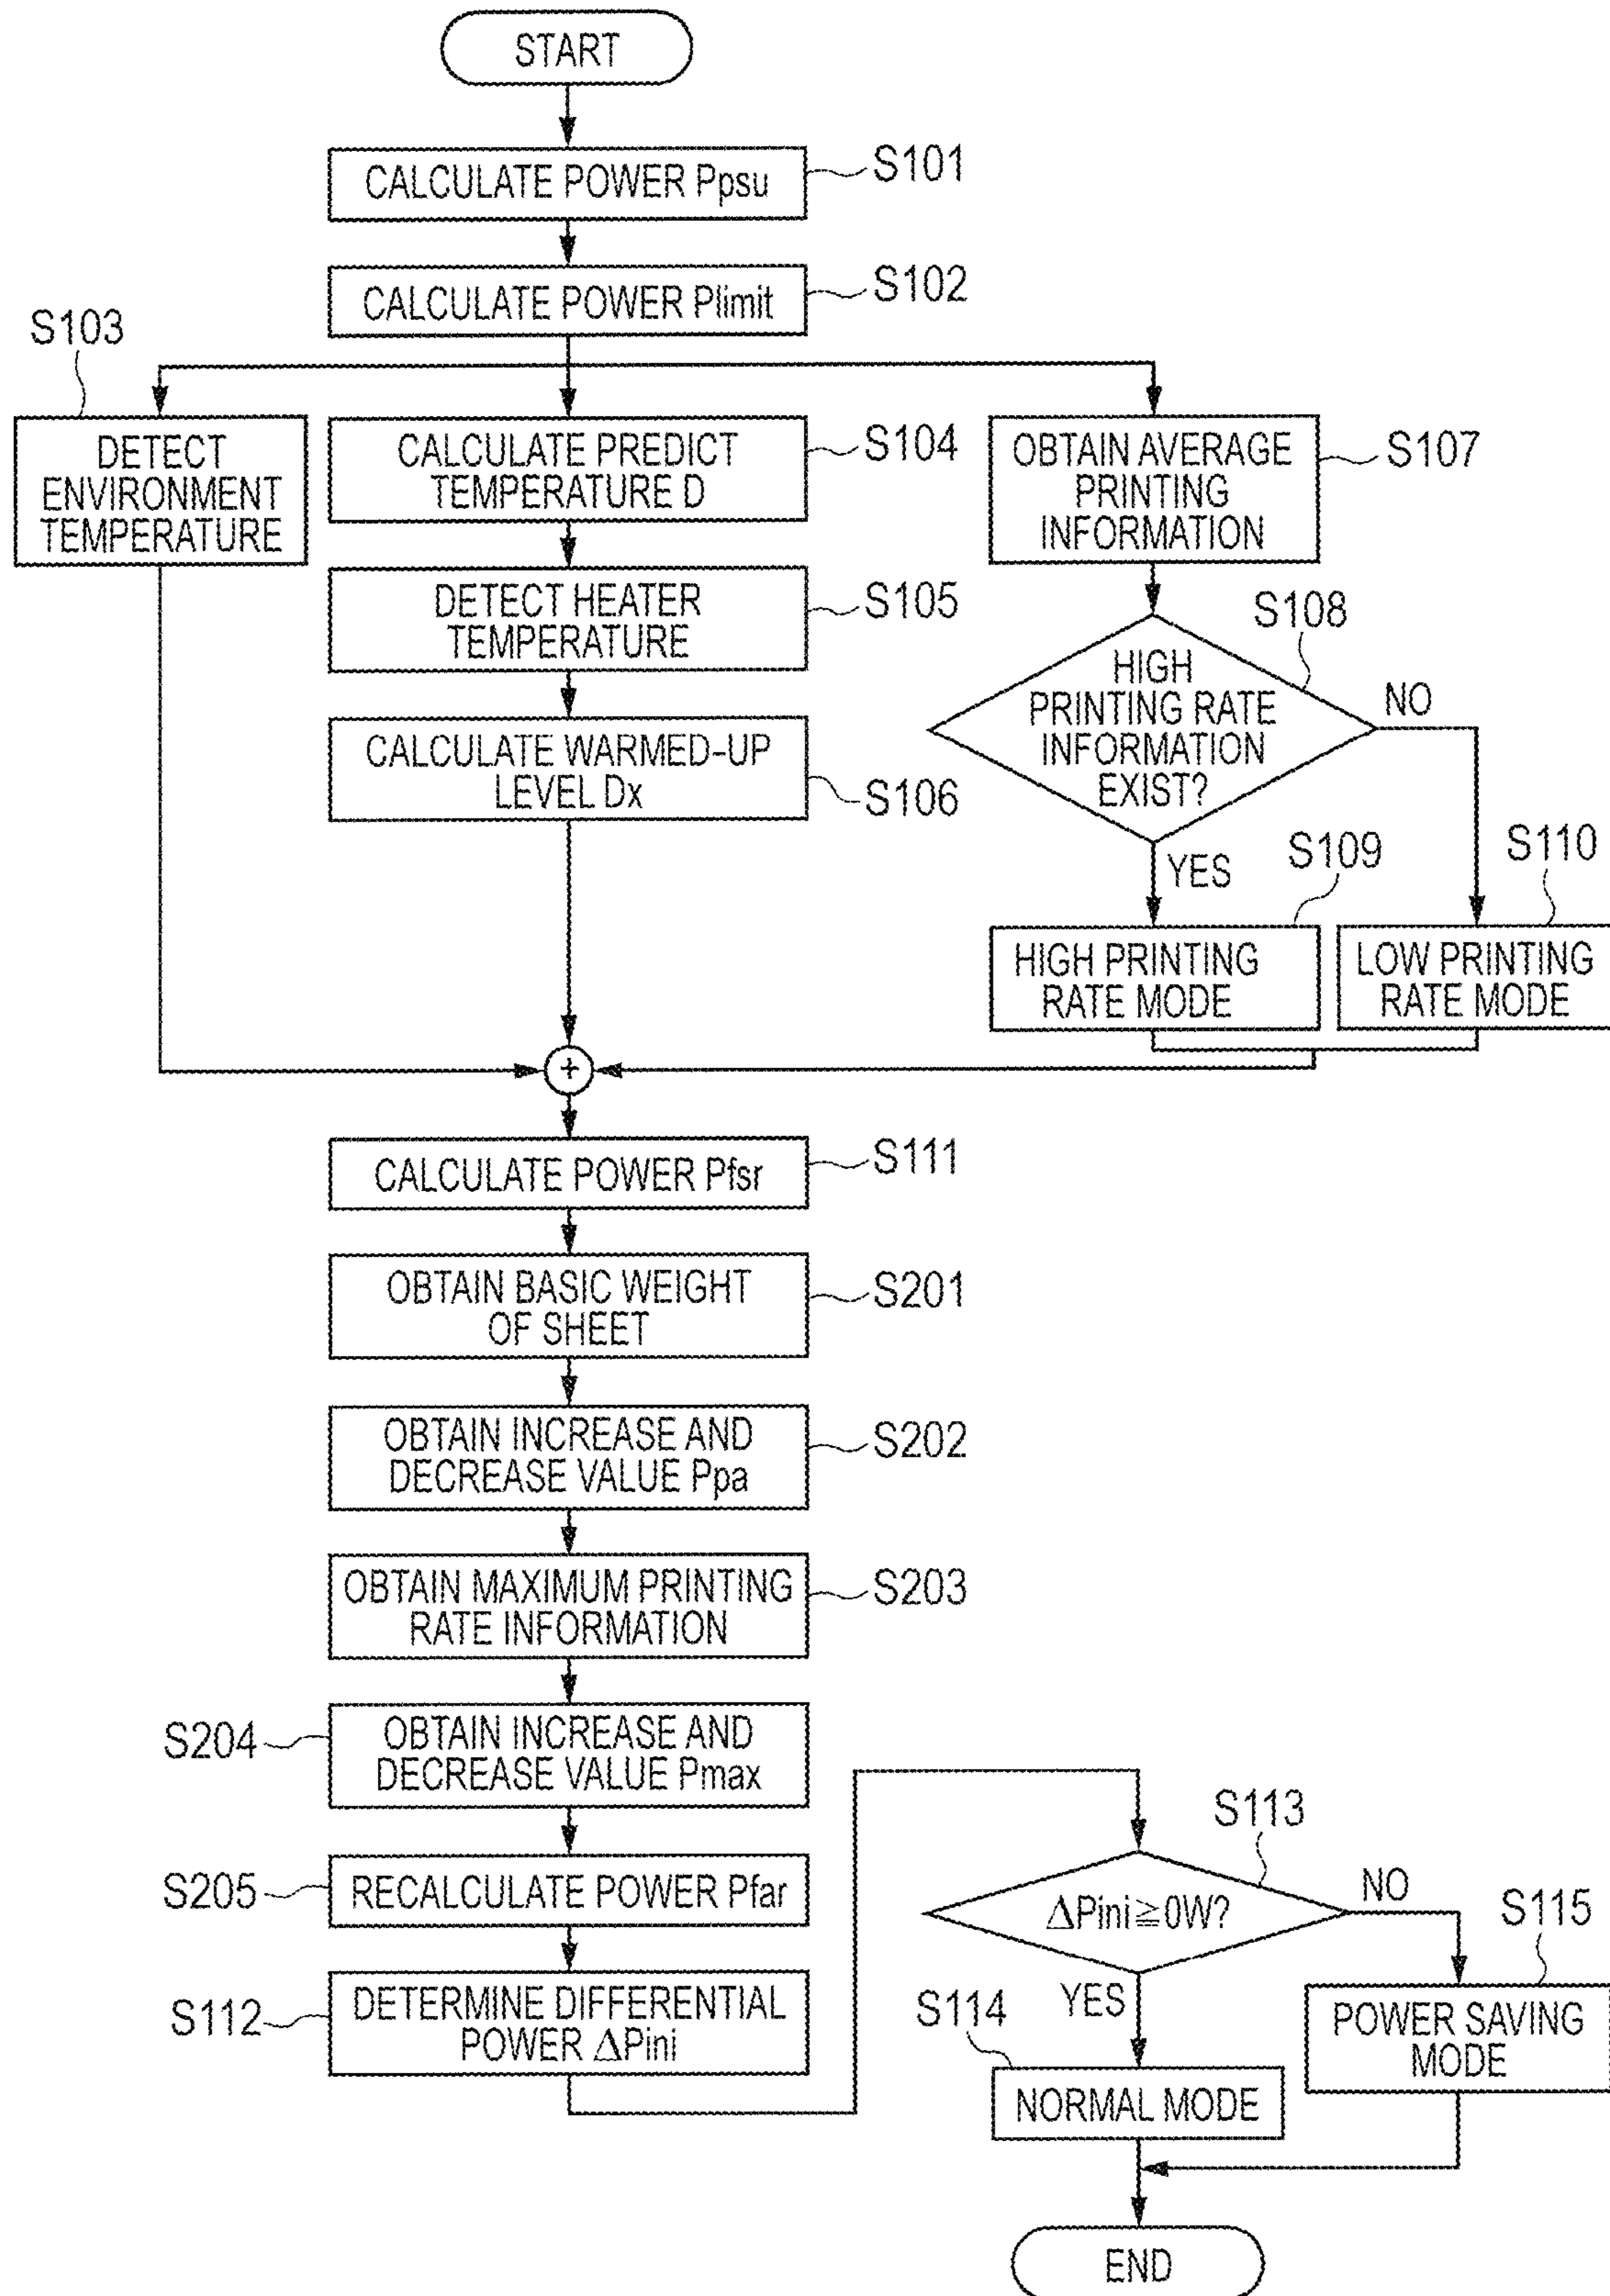 START
CALCULATE POWER Ppsu
S101
CALCULATE POWER Plimit
S102
S103
DETECT
ENVIRONMENT
TEMPERATURE
CALCULATE PREDICT
TEMPERATURE D
S104
OBTAIN AVERAGE
PRINTING
INFORMATION
S107
DETECT HEATER
TEMPERATURE
S105
S108
HIGH
PRINTING RATE
INFORMATION
EXIST?
NO
CALCULATE WARMED-UP
LEVEL Dx
S106
YES
S109
S110
HIGH PRINTING
RATE MODE
LOW PRINTING
RATE MODE
+
CALCULATE POWER Pfsr
S111
OBTAIN BASIC WEIGHT
OF SHEET
S201
OBTAIN INCREASE AND
DECREASE VALUE Ppa
S202
OBTAIN MAXIMUM PRINTING
RATE INFORMATION
S203
S204
OBTAIN INCREASE AND
DECREASE VALUE Pmax
S205
RECALCULATE POWER Pfar
S112
DETERMINE DIFFERENTIAL
POWER ΔPini
S113
ΔPini≧0W?
NO
S115
YES
S114
POWER SAVING
MODE
NORMAL MODE
END